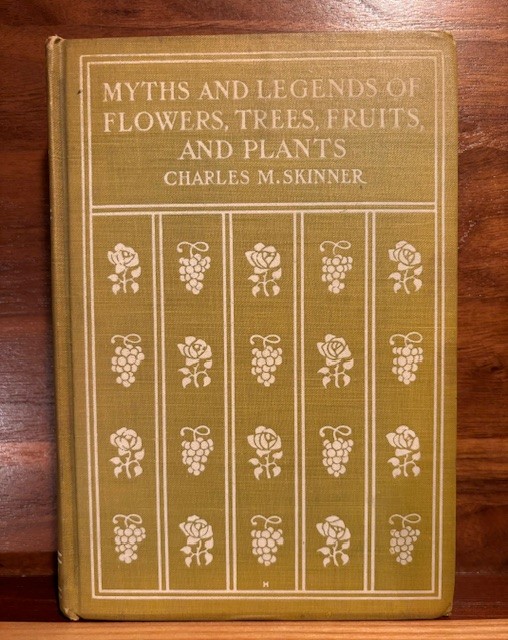 MYTHS AND LEGENDS OF
FLOWERS, TREES, FRUITS,
AND PLANTS
CHARLES M. SKINNER
H